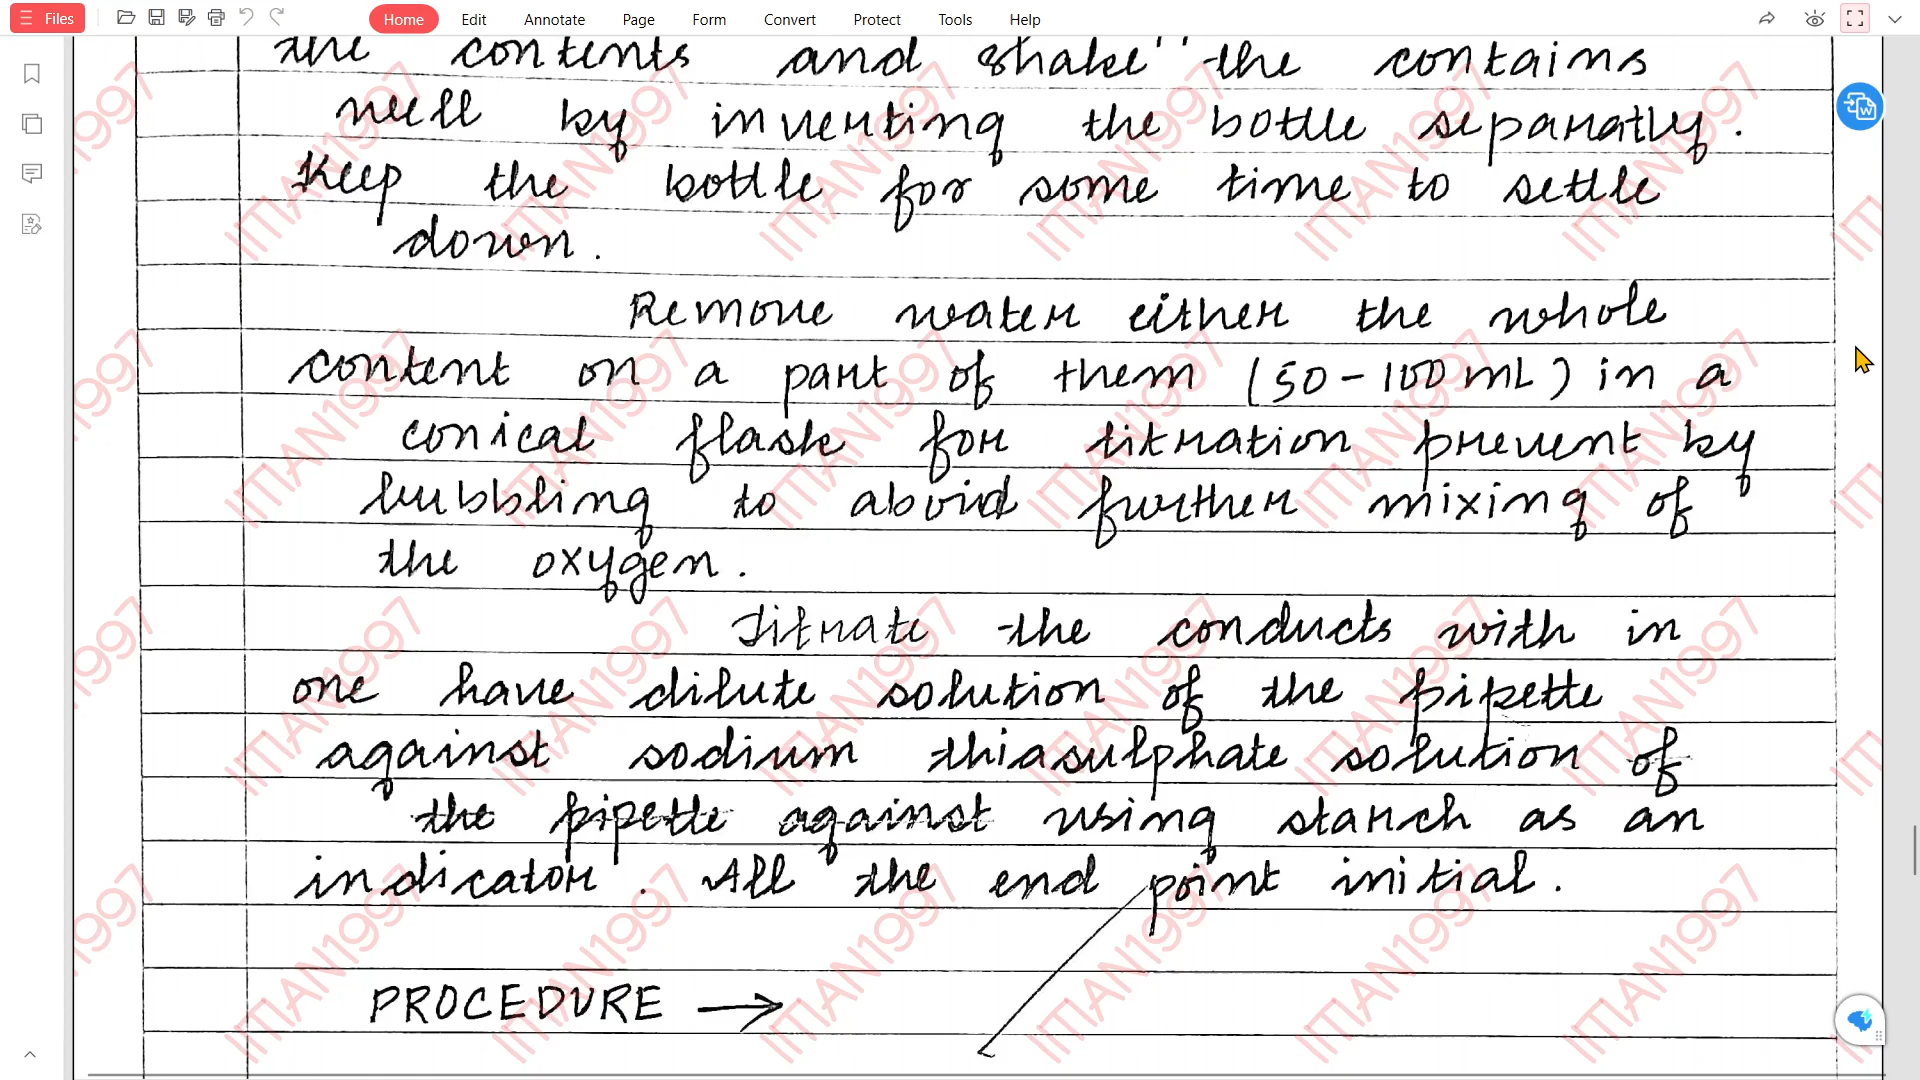 Files
Home Edit Annotate Page Form Convert Protect Tools Help
the contents and shake the contains
well by inverting the bottle separatly.
Keep the bottle for some time to settle
down.
Remove water either the whole
content on a part of them (50-100 mL) in a
conical flask for titration prevent by
bubbling to abovid further mixing of
the oxygen.
Titrate the conducts with in
one have dilute solution of the pipette
against sodium thiasulphate solution of
the pipette against using starch as an
indicator. All the end point initial.
PROCEDURE →
IMAN1997